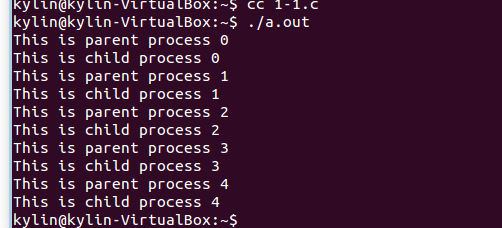 kylin@kylin-VirtualBox:~$ cc 1-1.c
kylin@kylin-VirtualBox:~$ ./a.out
This is parent process 0
This is child process 0
This is parent process 1
This is child process 1
This is parent process 2
This is child process 2
This is parent process 3
This is child process 3
This is parent process 4
This is child process 4
kylin@kylin-VirtualBox:~$